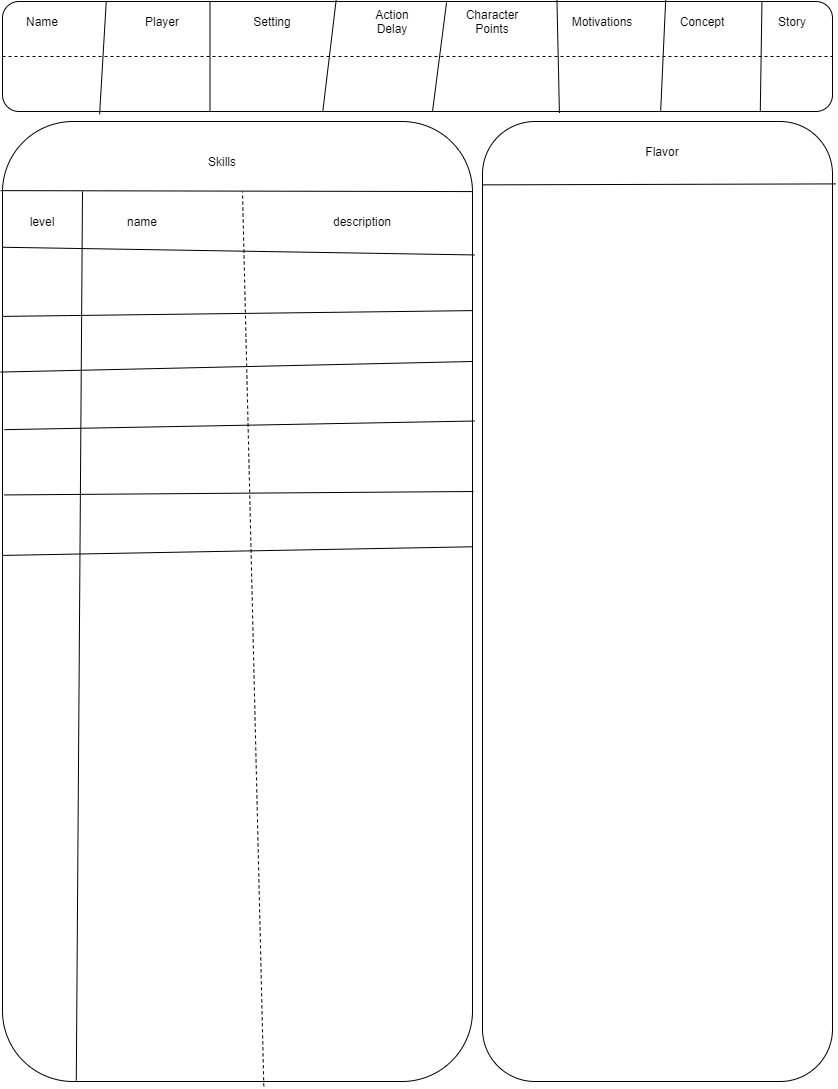 Name
Player
Setting
Action
Delay
Character
Points
Motivations
Concept
Story
Skills
level
name
description
Flavor